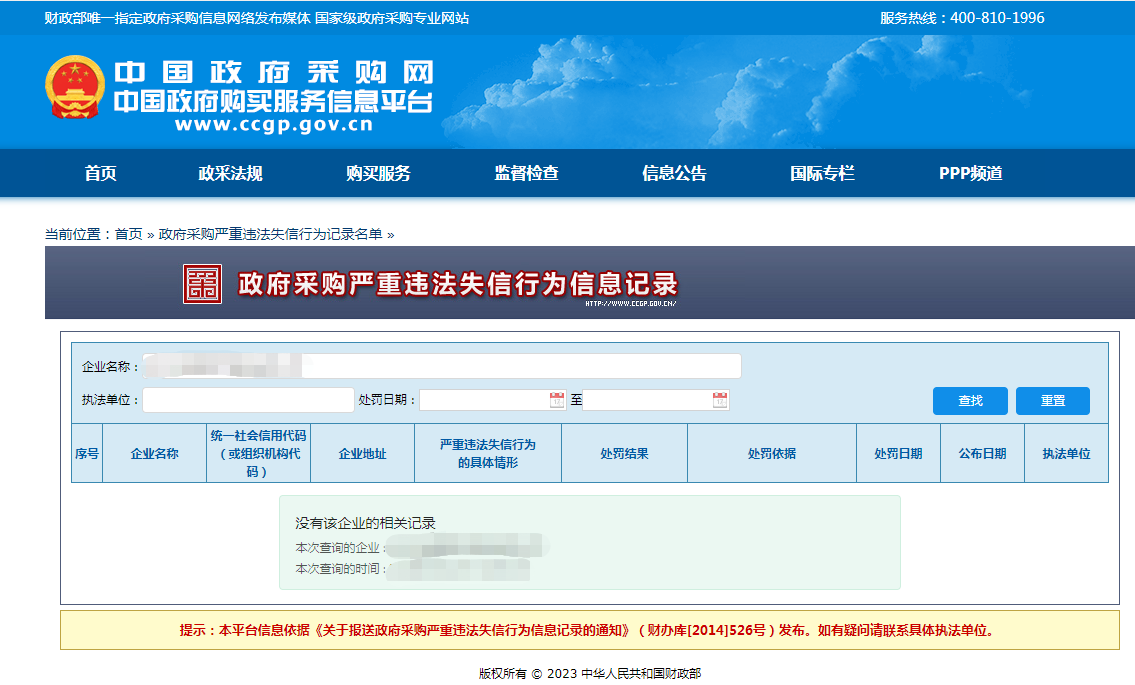 财政部唯一指定政府采购信息网络发布媒体 国家级政府采购专业网站 服务热线：400-810-1996
中国政府采购网
中国政府购买服务信息平台
www.ccgp.gov.cn
首页 政采法规 购买服务 监督检查 信息公告 国际专栏 PPP频道
当前位置：首页 » 政府采购严重违法失信行为记录名单 »
政府采购严重违法失信行为信息记录
HTTP://WWW.CCGP.GOV.CN/
企业名称：
执法单位： 处罚日期： 至 查找 重置
序号 企业名称 统一社会信用代码（或组织机构代码） 企业地址 严重违法失信行为的具体情形 处罚结果 处罚依据 处罚日期 公布日期 执法单位
没有该企业的相关记录
本次查询的企业：
本次查询的时间：
提示：本平台信息依据《关于报送政府采购严重违法失信行为信息记录的通知》（财办库[2014]526号）发布。如有疑问请联系具体执法单位。
版权所有 © 2023 中华人民共和国财政部